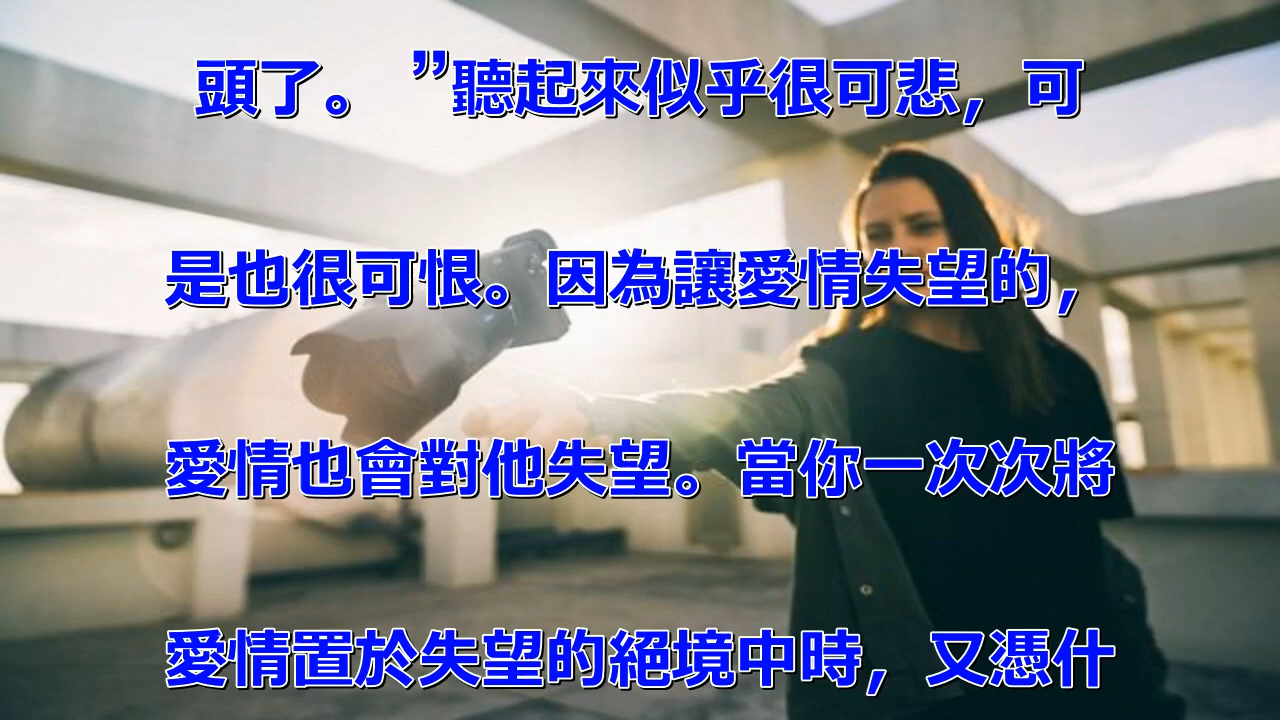 頭了。 ”聽起來似乎很可悲，可
是也很可恨。因為讓愛情失望的，
愛情也會對他失望。當你一次次將
愛情置於失望的絕境中時，又憑什